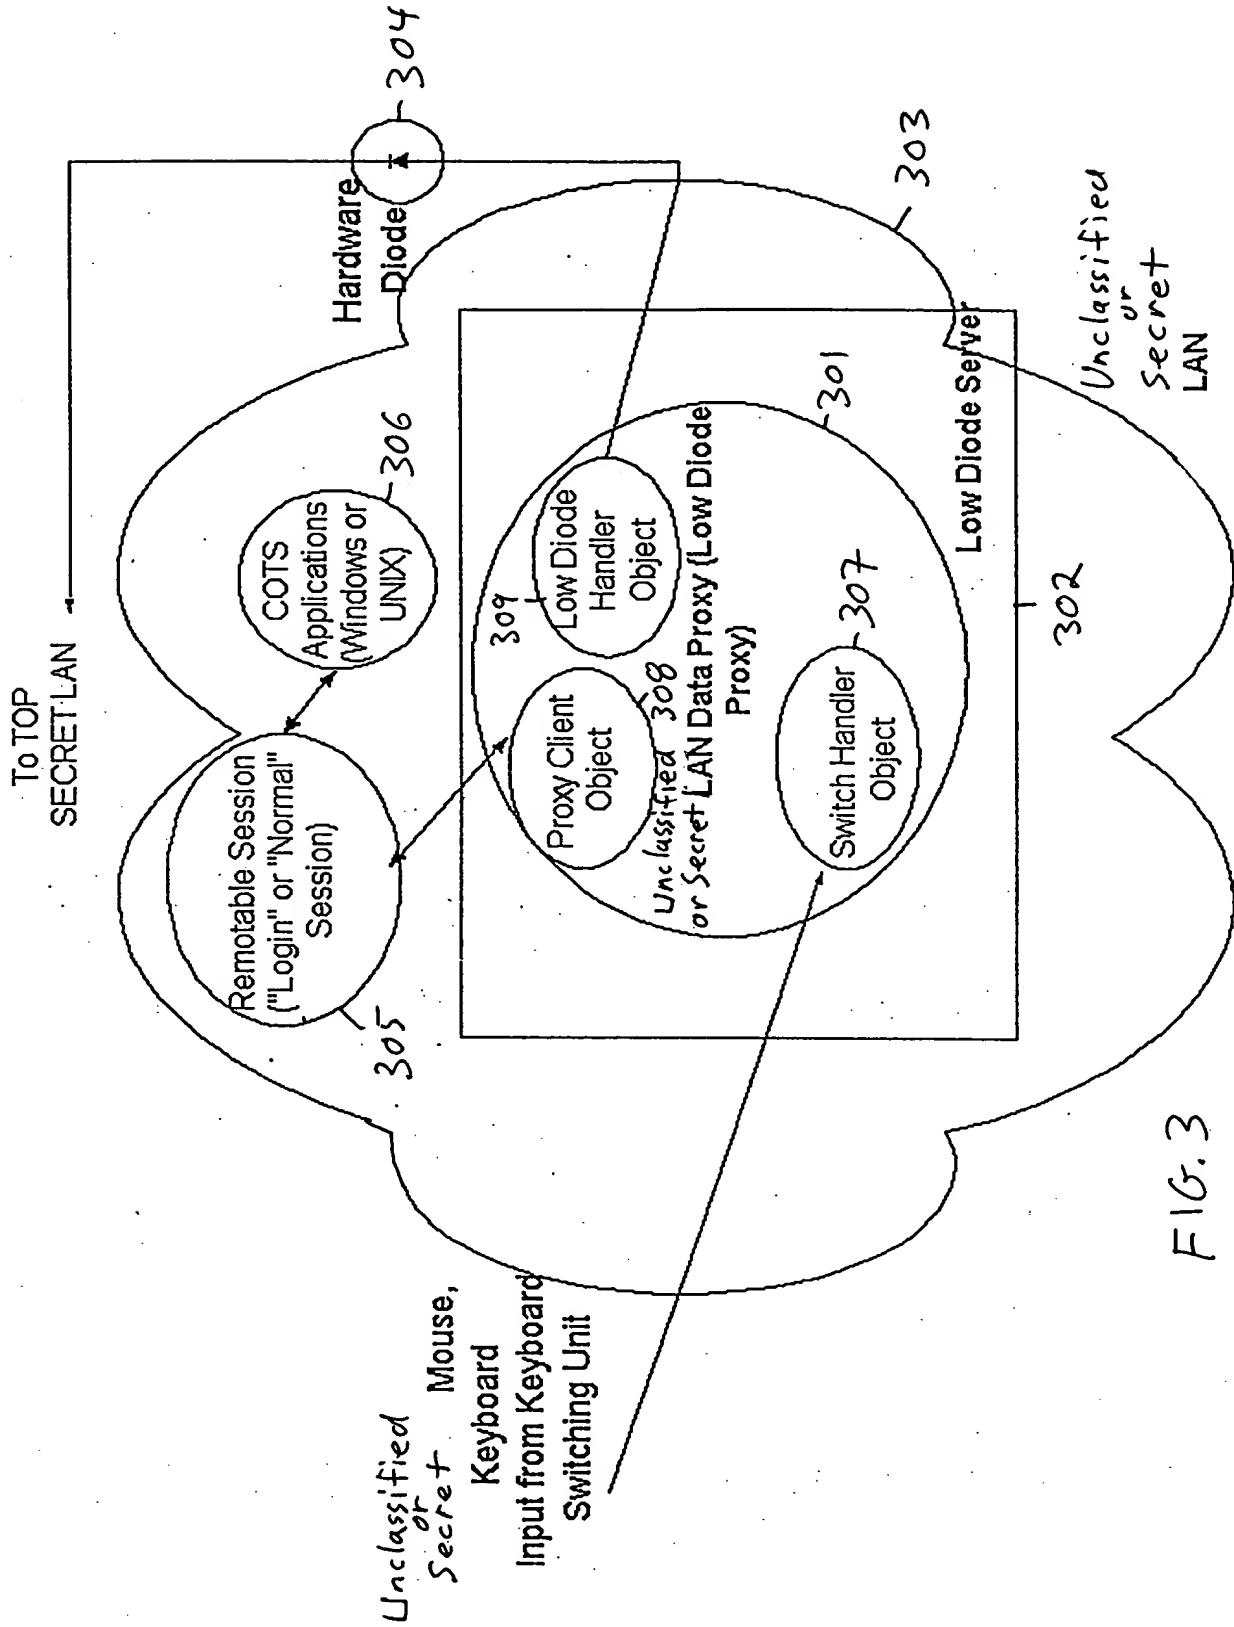 To TOP
SECRET LAN
Hardware
Diode
304
Remotable Session
("Login" or "Normal"
Session)
305
COTS
Applications
(Windows or
UNIX)
306
303
309
Low Diode
Handler
Object
Proxy Client
Object
308
Unclassified
or Secret LAN Data Proxy (Low Diode
Proxy)
301
Switch Handler
Object
307
Low Diode Server
302
Unclassified
or
Secret
LAN
Unclassified
or
Secret Mouse,
Keyboard
Input from Keyboard
Switching Unit
FIG. 3